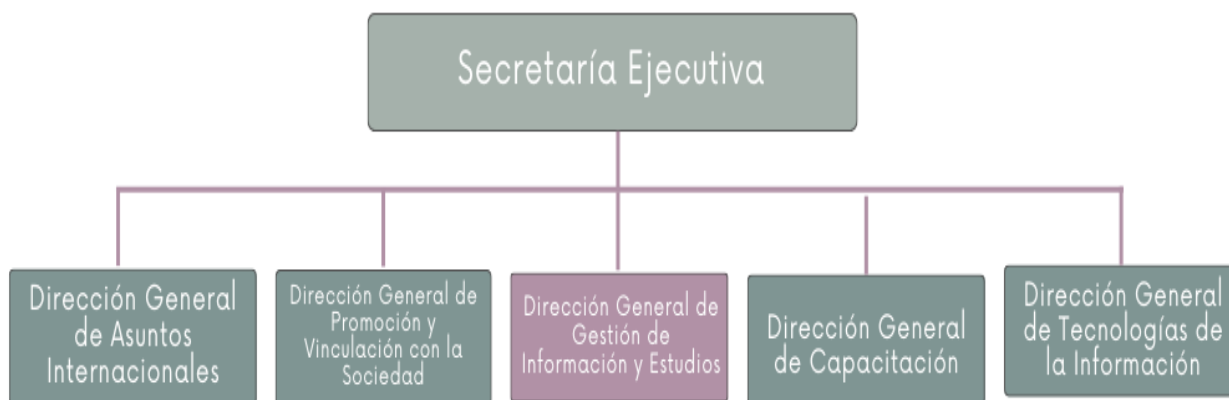 Secretaría Ejecutiva
Dirección General
de Asuntos
Internacionales
Dirección General de
Promoción y
Vinculación con la
Sociedad
Dirección General de
Gestión de
Información y Estudios
Dirección General
de Capacitación
Dirección General
de Tecnologías de
la Información